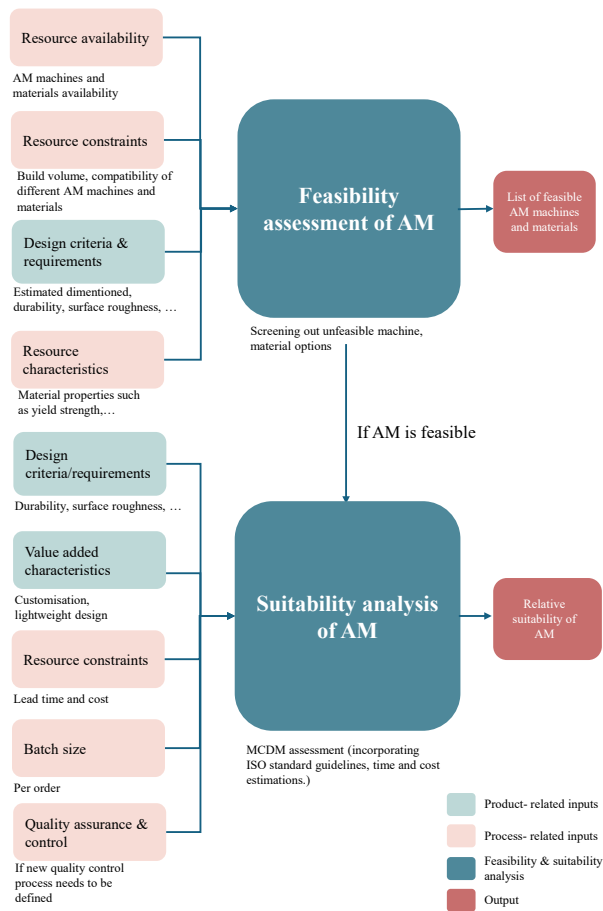 Resource availability
AM machines and
materials availability
Resource constraints
Build volume, compatibility of
different AM machines and
materials
Design criteria &
requirements
Estimated dimentioned,
durability, surface roughness, …
Resource
characteristics
Material properties such
as yield strength,…
Feasibility
assessment of AM
Screening out unfeasible machine,
material options
List of feasible
AM machines
and materials
If AM is feasible
Design
criteria/requirements
Durability, surface roughness, …
Value added
characteristics
Customisation,
lightweight design
Resource constraints
Lead time and cost
Batch size
Per order
Quality assurance &
control
If new quality control
process needs to be
defined
Suitability analysis
of AM
MCDM assessment (incorporating
ISO standard guidelines, time and cost
estimations.)
Relative
suitability of
AM
Product- related inputs
Process- related inputs
Feasibility & suitability
analysis
Output